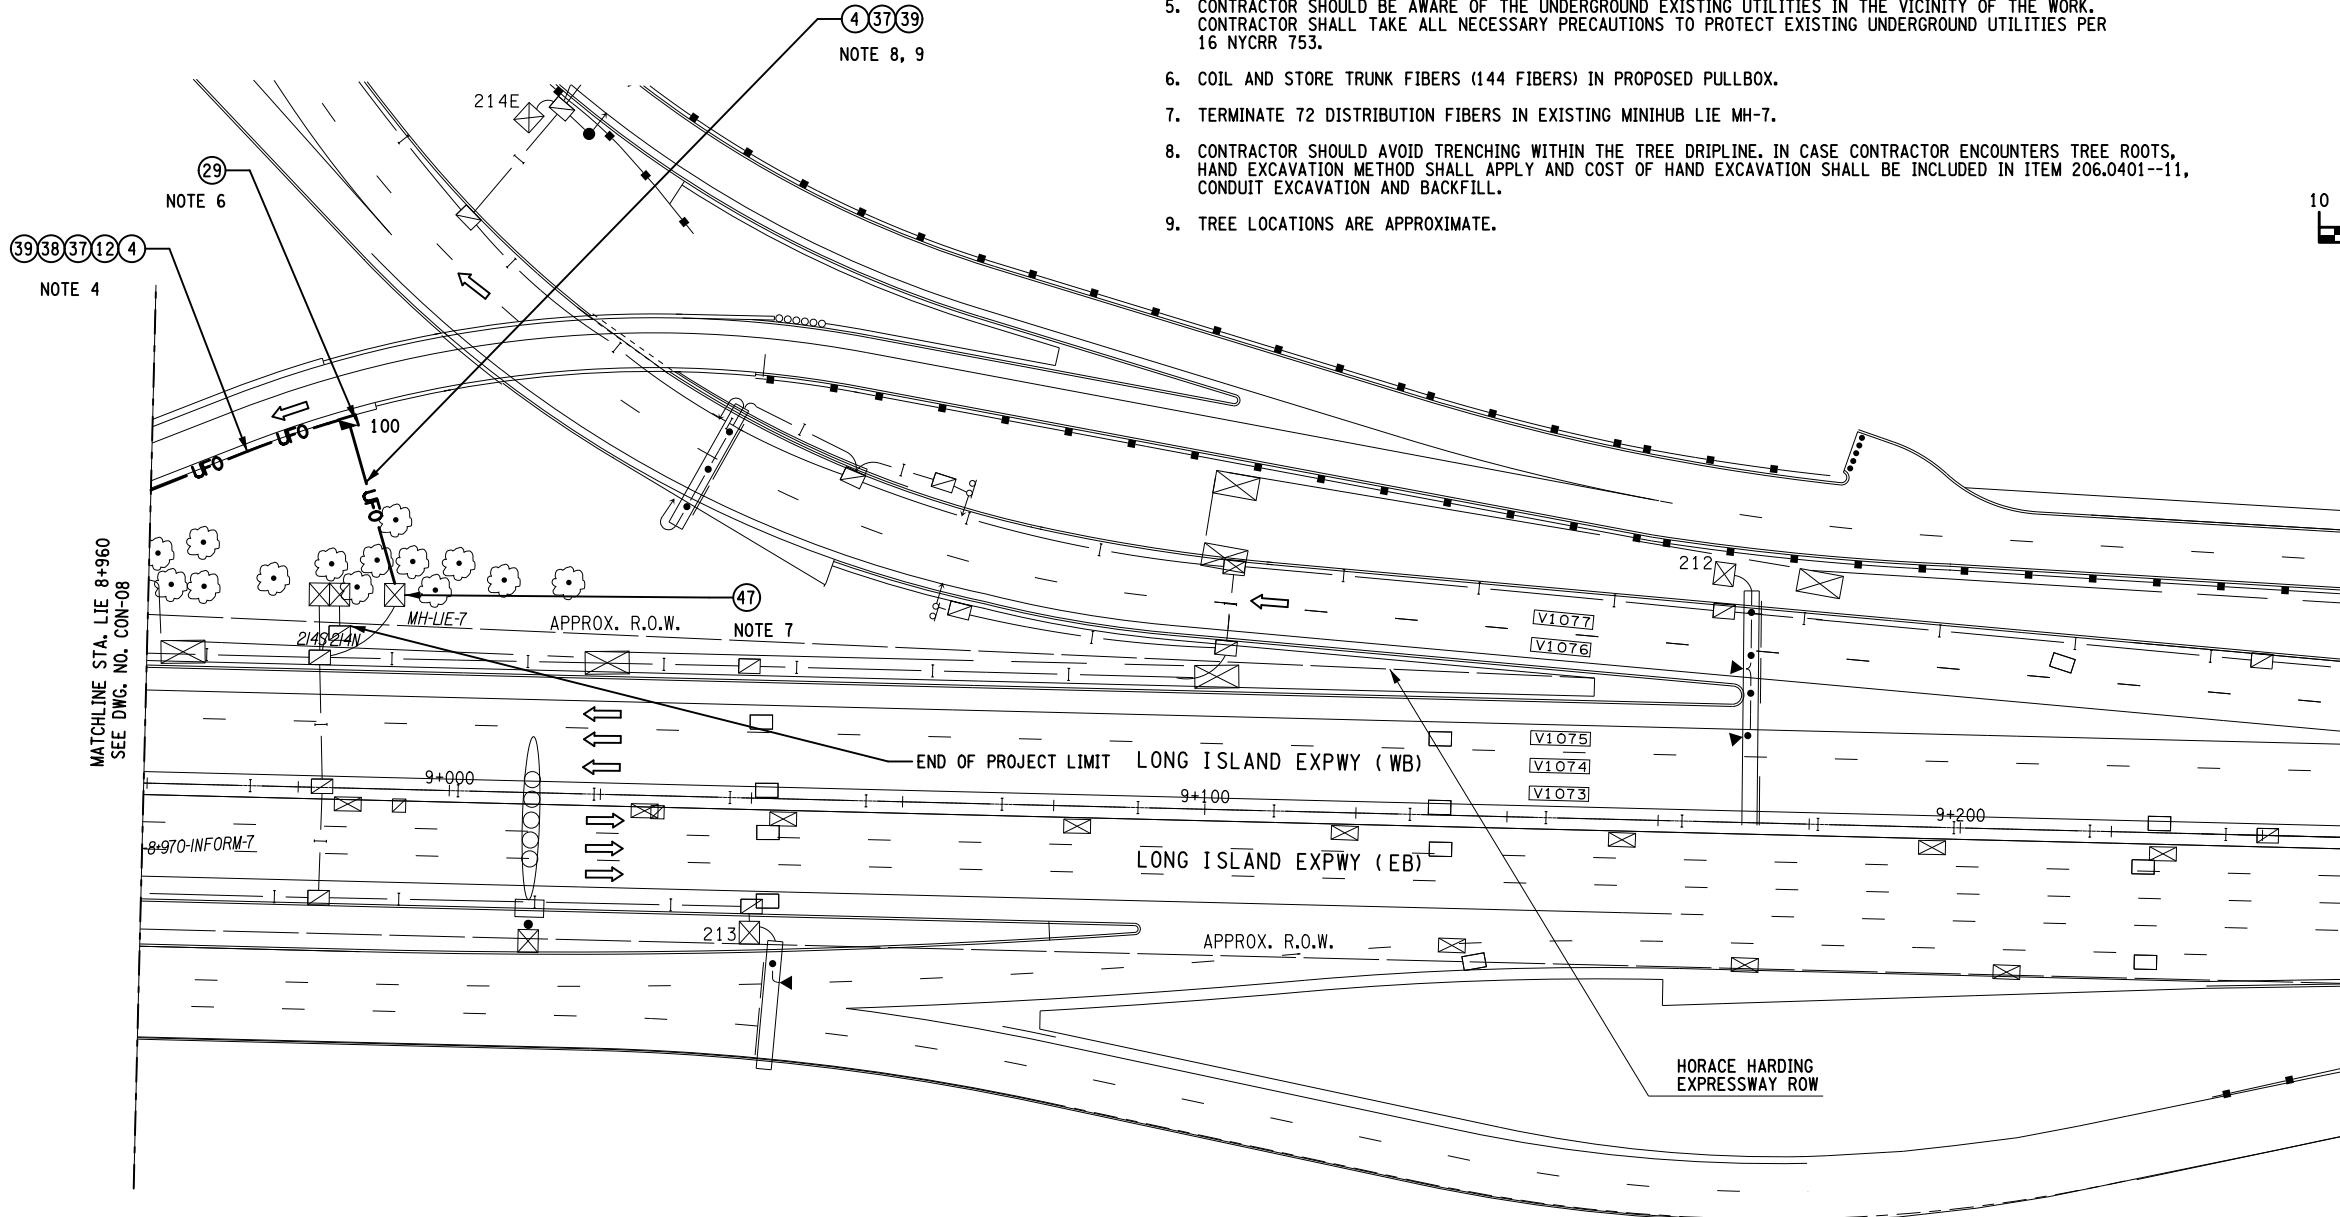 5. CONTRACTOR SHOULD BE AWARE OF THE UNDERGROUND EXISTING UTILITIES IN THE VICINITY OF THE WORK.
CONTRACTOR SHALL TAKE ALL NECESSARY PRECAUTIONS TO PROTECT EXISTING UNDERGROUND UTILITIES PER
16 NYCRR 753.
6. COIL AND STORE TRUNK FIBERS (144 FIBERS) IN PROPOSED PULLBOX.
7. TERMINATE 72 DISTRIBUTION FIBERS IN EXISTING MINIHUB LIE MH-7.
8. CONTRACTOR SHOULD AVOID TRENCHING WITHIN THE TREE DRIPLINE. IN CASE CONTRACTOR ENCOUNTERS TREE ROOTS,
HAND EXCAVATION METHOD SHALL APPLY AND COST OF HAND EXCAVATION SHALL BE INCLUDED IN ITEM 206.0401--11,
CONDUIT EXCAVATION AND BACKFILL.
9. TREE LOCATIONS ARE APPROXIMATE.
10
4 37 39
NOTE 8, 9
214E
29
NOTE 6
39 38 37 12 4
NOTE 4
100
UFO
UFO
UFO
MATCHLINE STA. LIE 8+960
SEE DWG. NO. CON-08
47
NOTE 7
MH-LIE-7
APPROX. R.O.W.
214S 214N
212
V1077
V1076
END OF PROJECT LIMIT
LONG ISLAND EXPWY (WB)
V1075
V1074
V1073
9+000
9+100
9+200
8+970-INFORM-7
LONG ISLAND EXPWY (EB)
213
APPROX. R.O.W.
HORACE HARDING
EXPRESSWAY ROW